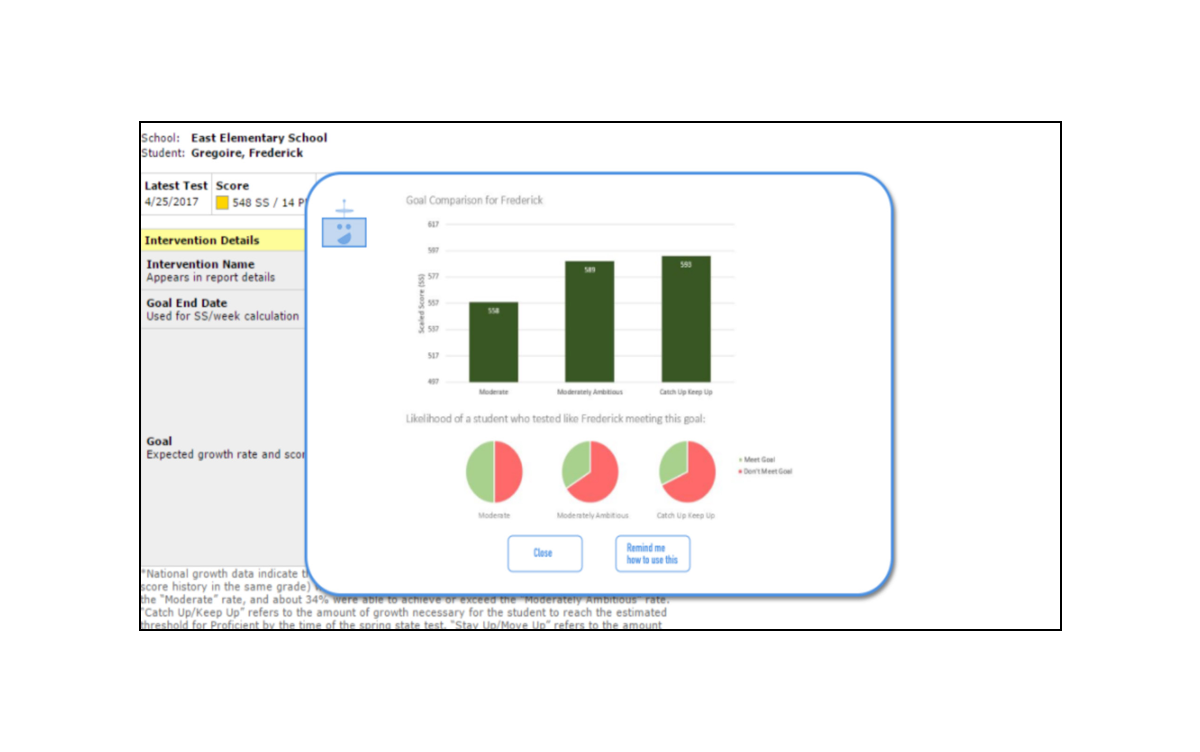 School: East Elementary School
Student: Gregoire, Frederick
Latest Test Score
4/25/2017 548 SS / 14 P
Intervention Details
Intervention Name
Appears in report details
Goal End Date
Used for SS/week calculation
Goal
Expected growth rate and scor
Goal Comparison for Frederick
617
597
577
557
537
517
497
Scaled Score (SS)
558
589
593
Moderate Moderately Ambitious Catch Up Keep Up
Likelihood of a student who tested like Frederick meeting this goal:
Meet Goal
Don't Meet Goal
Moderate Moderately Ambitious Catch Up Keep Up
Close
Remind me
how to use this
*National growth data indicate
score history in the same grade)
the "Moderate" rate, and about 34% were able to achieve or exceed the "Moderately Ambitious" rate.
"Catch Up/Keep Up" refers to the amount of growth necessary for the student to reach the estimated
threshold for Proficient by the time of the spring state test. "Stay Up/Move Up" refers to the amount